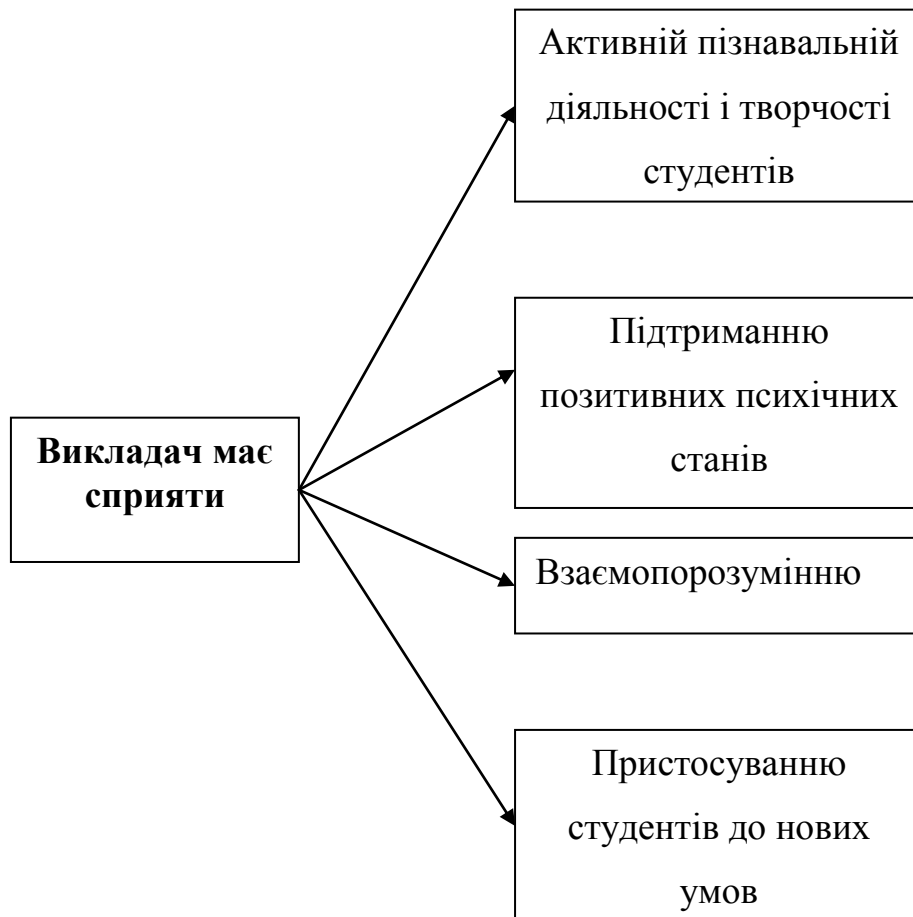 Активній пізнавальній
діяльності і творчості
студентів
Підтриманню
позитивних психічних
станів
Викладач має
сприяти
Взаємопорозумінню
Пристосуванню
студентів до нових
умов